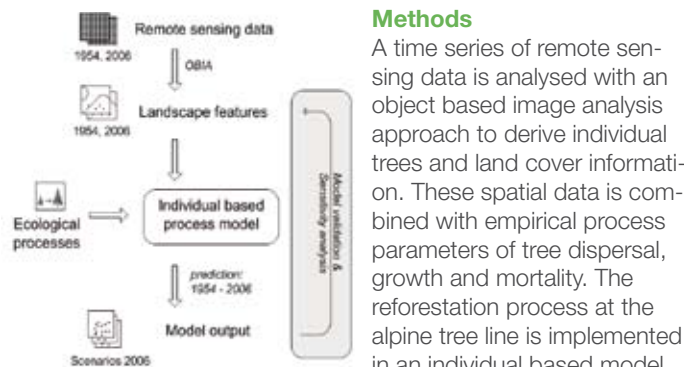 Remote sensing data
1954, 2006
OBIA
Landscape features
1954, 2006
Ecological
processes
Individual based
process model
prediction:
1954 - 2006
Model output
Scenarios 2006
Model validation &
Sensitivity analysis
Methods
A time series of remote sen-
sing data is analysed with an
object based image analysis
approach to derive individual
trees and land cover informati-
on. These spatial data is com-
bined with empirical process
parameters of tree dispersal,
growth and mortality. The
reforestation process at the
alpine tree line is implemented
in an individual based model